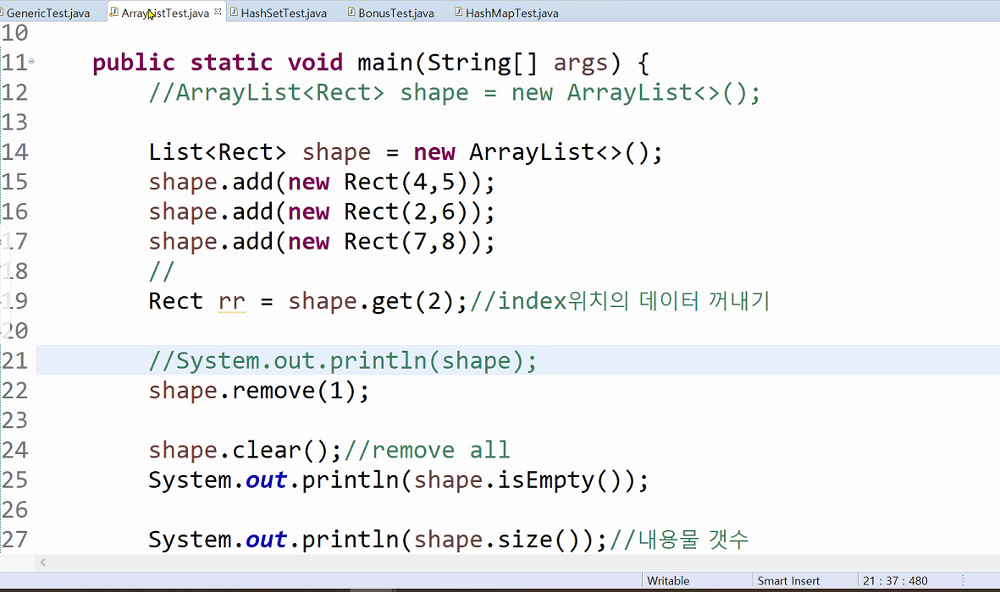 GenericTest.java ArrayListTest.java HashSetTest.java BonusTest.java HashMapTest.java
10
11 public static void main(String[] args) {
12 //ArrayList<Rect> shape = new ArrayList<>();
13
14 List<Rect> shape = new ArrayList<>();
15 shape.add(new Rect(4,5));
16 shape.add(new Rect(2,6));
17 shape.add(new Rect(7,8));
18 //
19 Rect rr = shape.get(2);//index위치의 데이터 꺼내기
20
21 //System.out.println(shape);
22 shape.remove(1);
23
24 shape.clear();//remove all
25 System.out.println(shape.isEmpty());
26
27 System.out.println(shape.size());//내용물 갯수
Writable Smart Insert 21 : 37 : 480